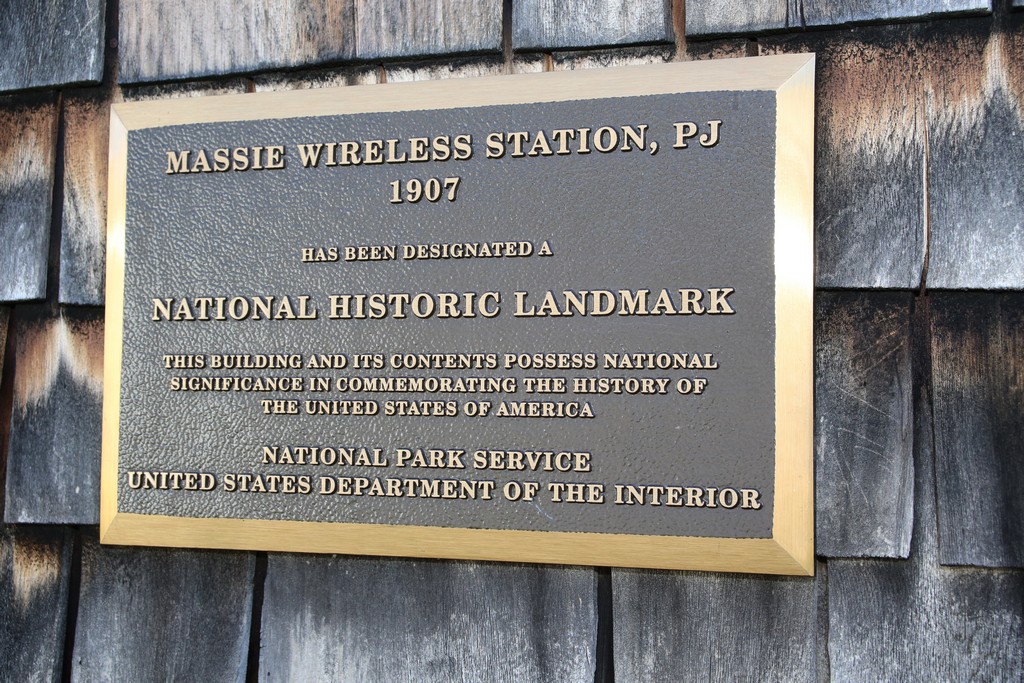 MASSIE WIRELESS STATION, PJ
1907
HAS BEEN DESIGNATED A
NATIONAL HISTORIC LANDMARK
THIS BUILDING AND ITS CONTENTS POSSESS NATIONAL
SIGNIFICANCE IN COMMEMORATING THE HISTORY OF
THE UNITED STATES OF AMERICA
NATIONAL PARK SERVICE
UNITED STATES DEPARTMENT OF THE INTERIOR